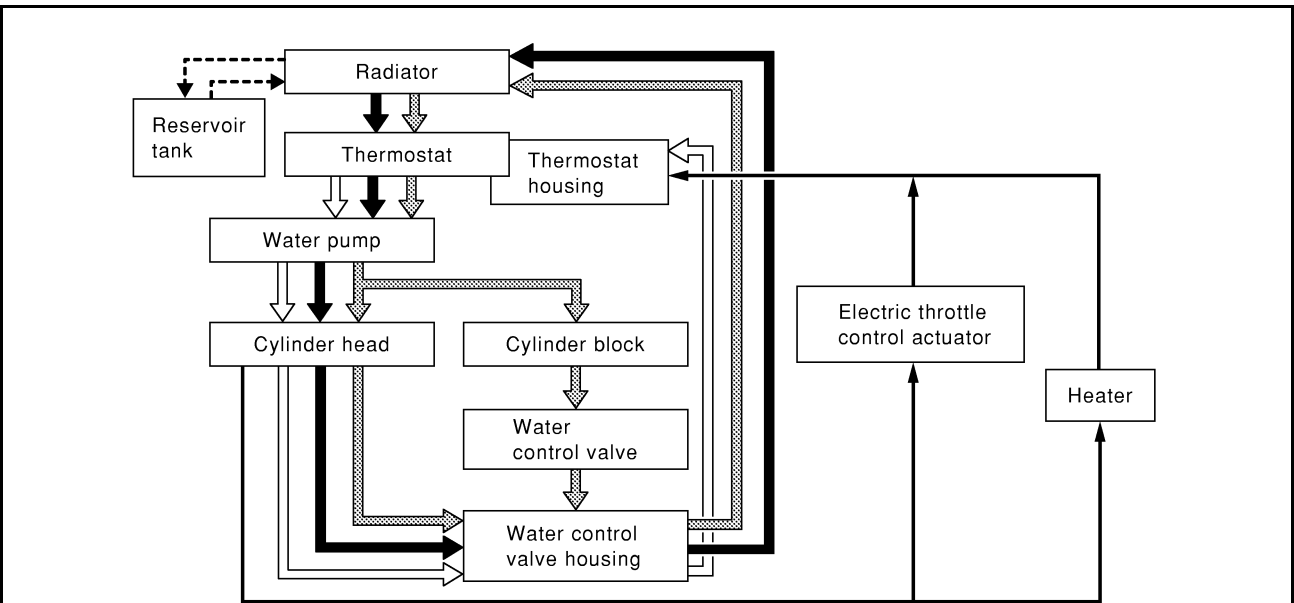 Radiator
Reservoir
tank
Thermostat
Thermostat
housing
Water pump
Electric throttle
control actuator
Cylinder head
Cylinder block
Heater
Water
control valve
Water control
valve housing